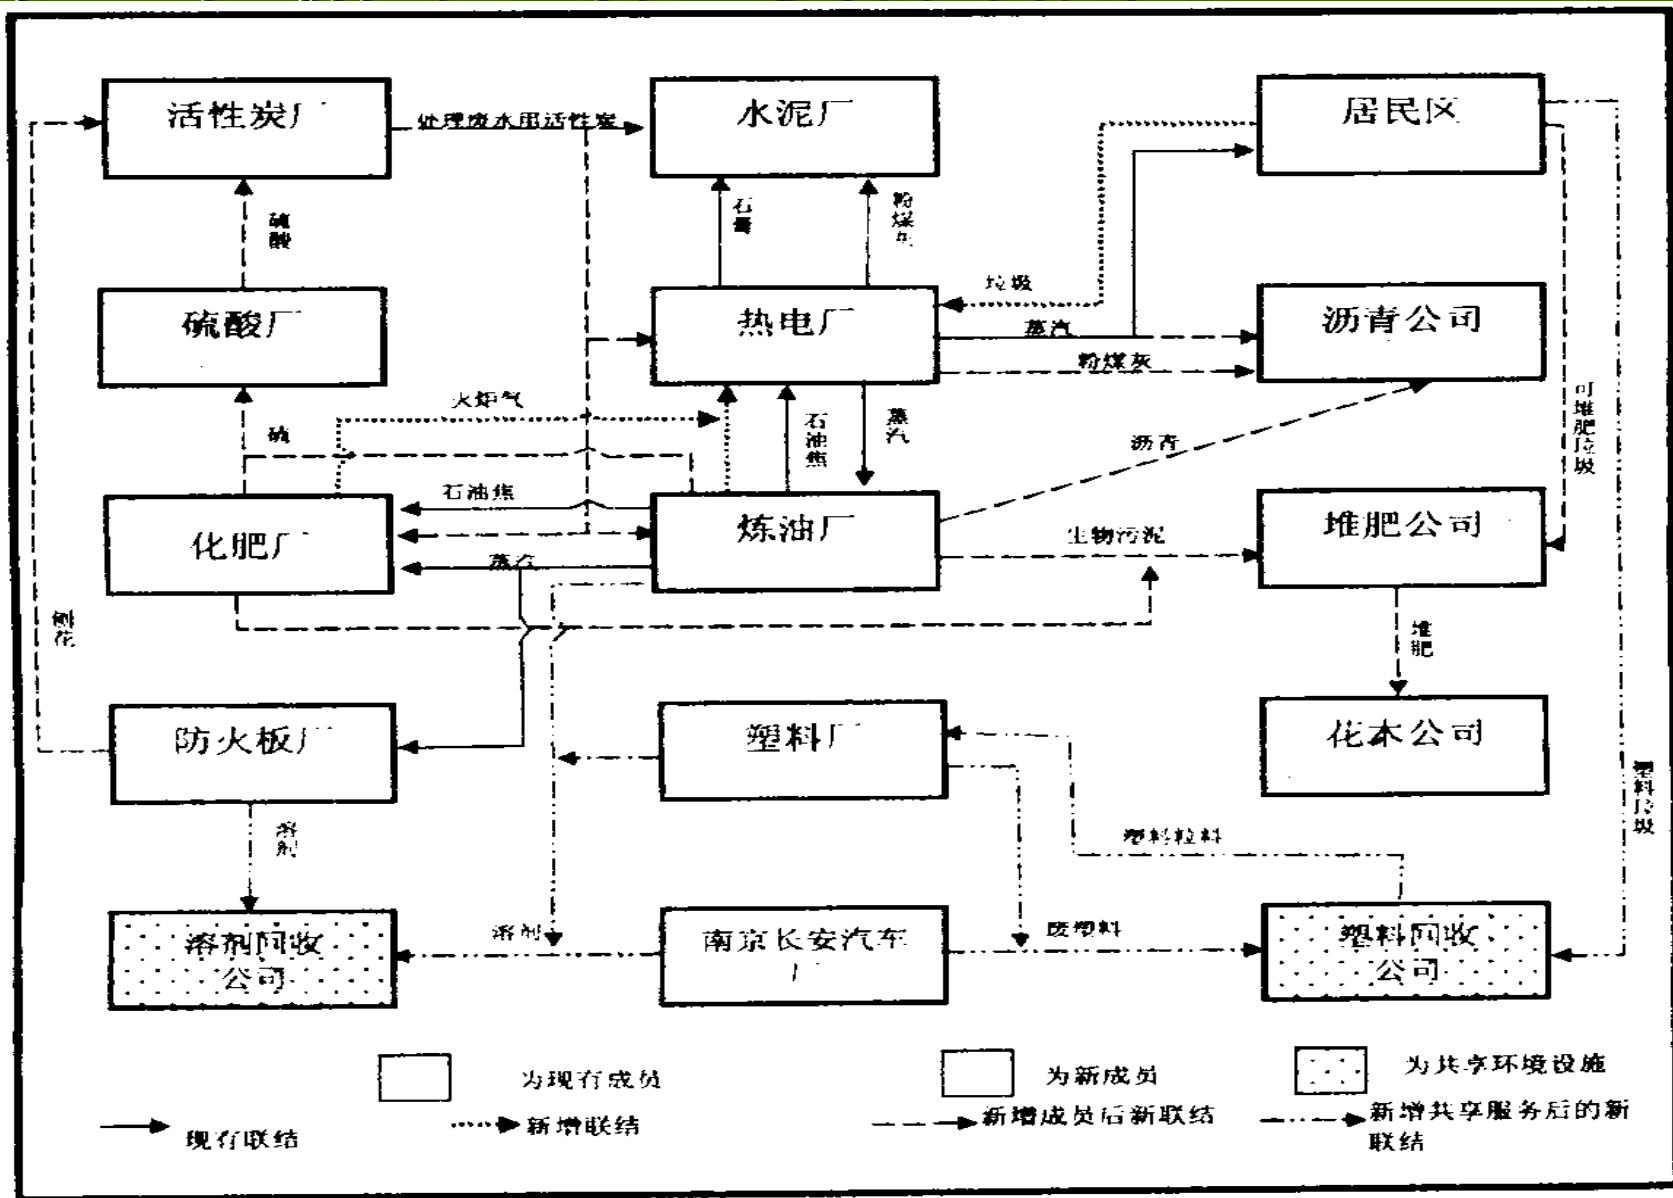 活性炭厂
处理废水用活性炭
水泥厂
居民区
硫酸
石膏
粉煤灰
垃圾
硫酸厂
热电厂
蒸汽
沥青公司
粉煤灰
火炬气
硫
石油焦
蒸汽
沥青
可堆肥垃圾
石油焦
化肥厂
炼油厂
生物污泥
堆肥公司
蒸汽
刨花
堆肥
防火板厂
塑料厂
花木公司
溶剂
塑料粒料
塑料垃圾
溶剂回收
公司
溶剂
南京长安汽车
厂
废塑料
塑料回收
公司
为现有成员
为新成员
为共享环境设施
现有联结
新增联结
新增成员后新联结
新增共享服务后的新
联结